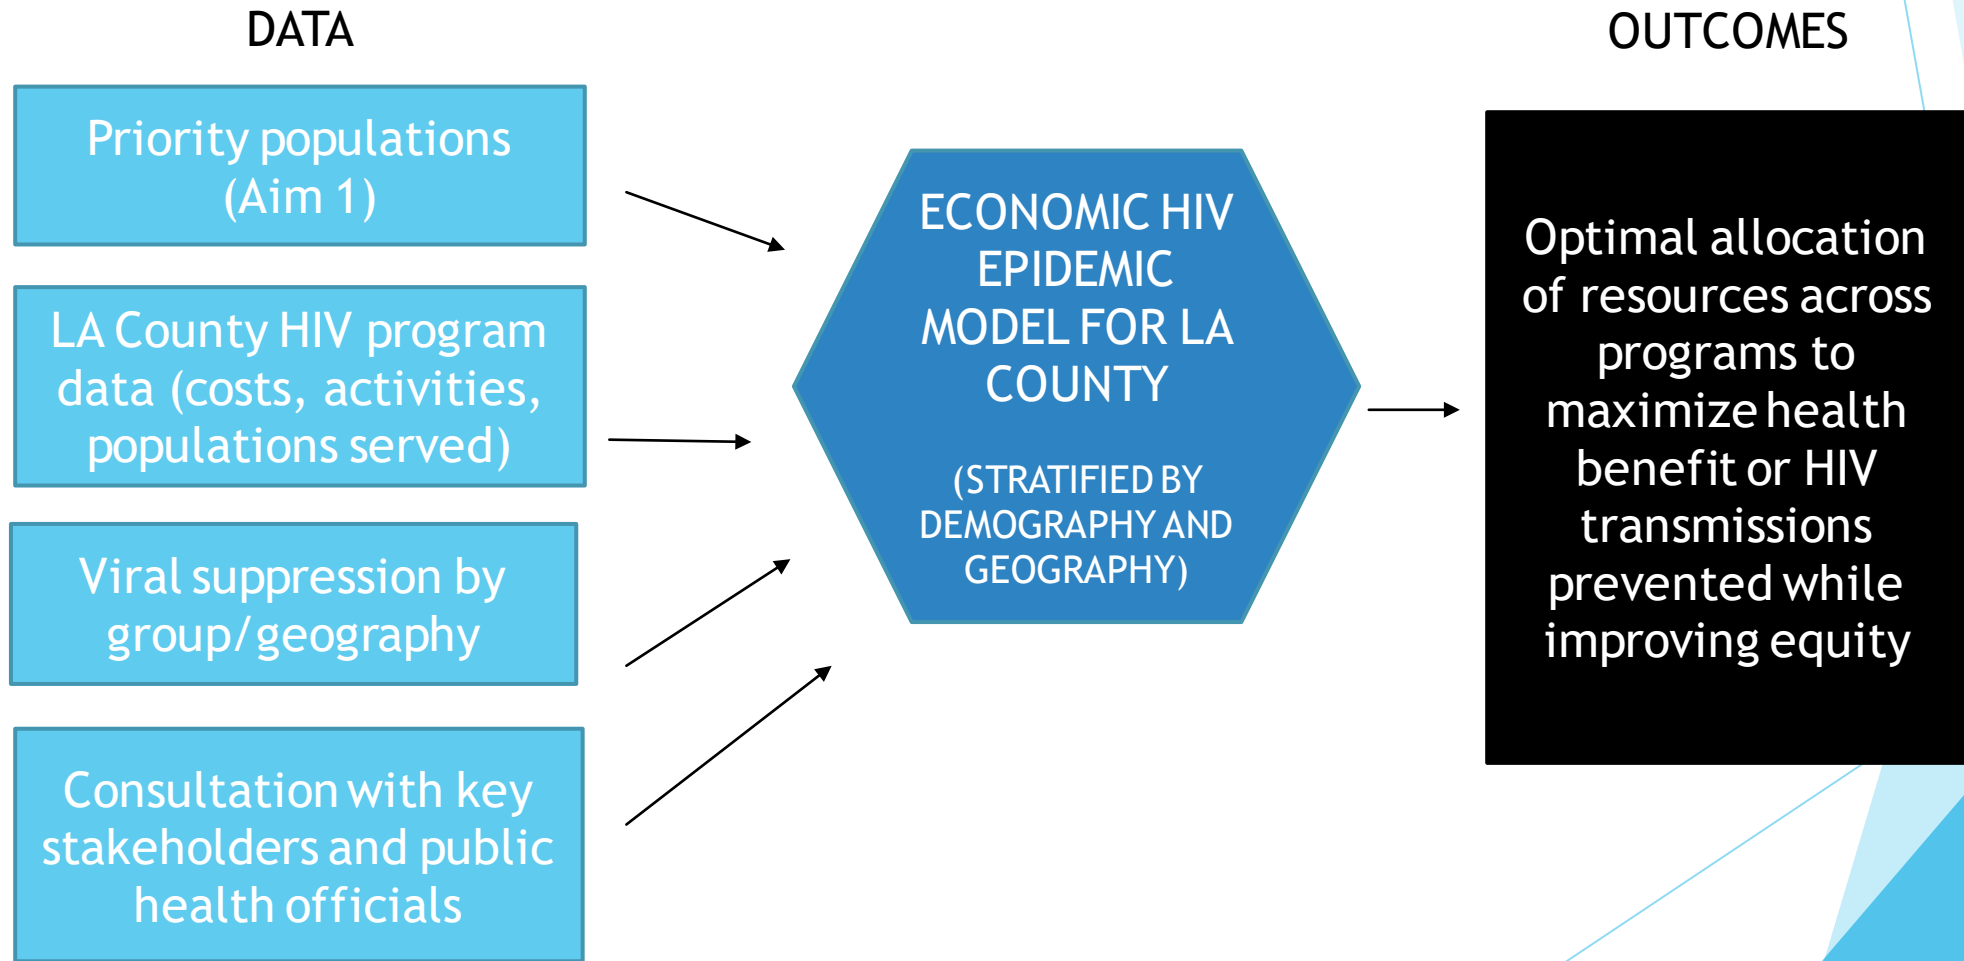 DATA
OUTCOMES
Priority populations
(Aim 1)
LA County HIV program
data (costs, activities,
populations served)
Viral suppression by
group/geography
Consultation with key
stakeholders and public
health officials
ECONOMIC HIV
EPIDEMIC
MODEL FOR LA
COUNTY
(STRATIFIED BY
DEMOGRAPHY AND
GEOGRAPHY)
Optimal allocation
of resources across
programs to
maximize health
benefit or HIV
transmissions
prevented while
improving equity